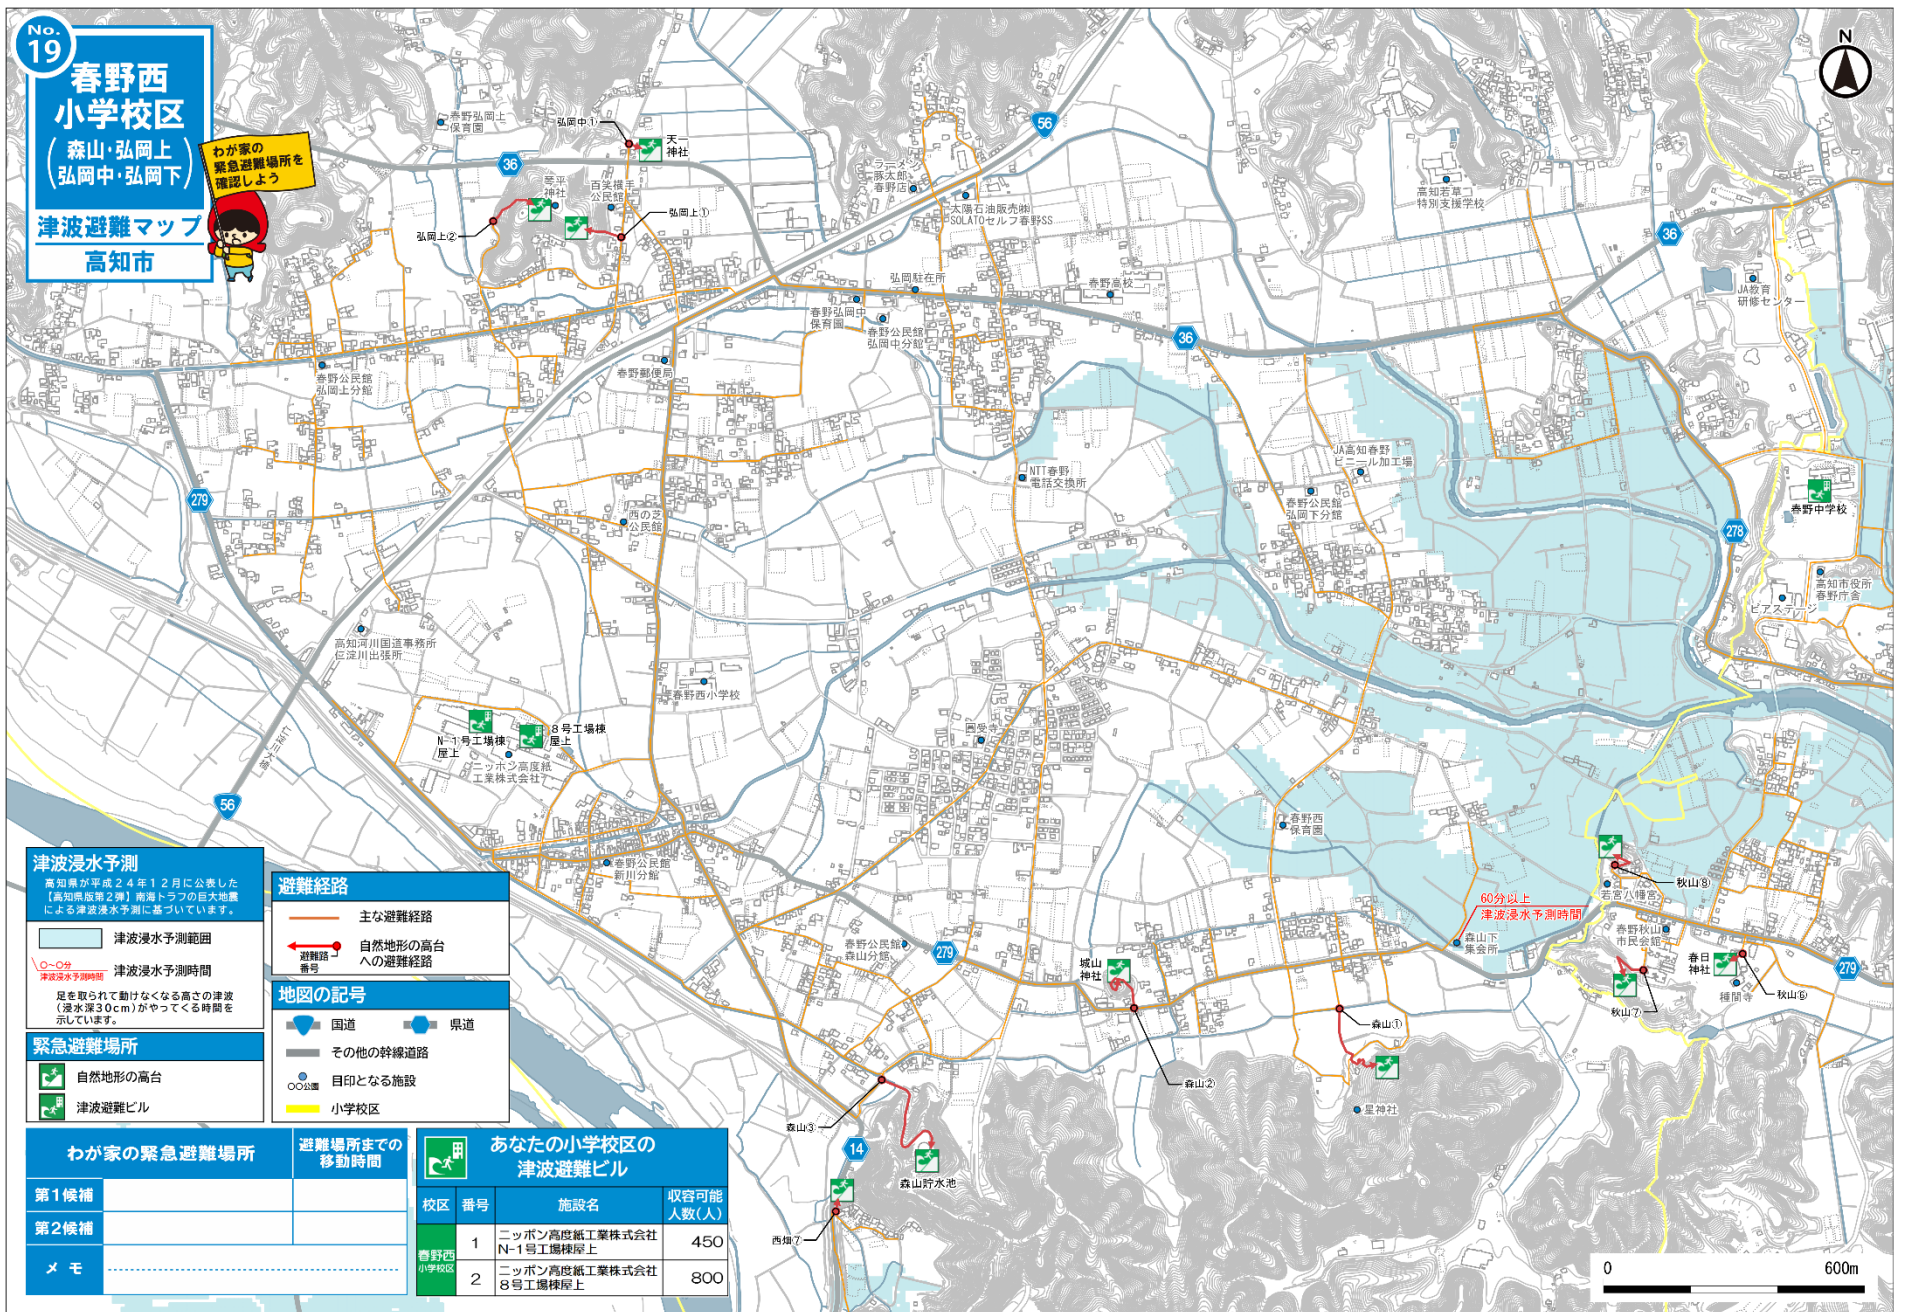 No.
19
春野西
小学校区
(森山・弘岡上
弘岡中・弘岡下)
津波避難マップ
高知市
わが家の
緊急避難場所を
確認しよう
N
春野弘岡上
保育園
弘岡中①
天一
神社
36
56
琴平
神社
百笑横手
公民館
弘岡上①
弘岡上②
ラーメン
豚太郎
春野店
太陽石油販売㈱
SOLATOセルフ春野SS
高知若草
特別支援学校
36
JA教育
研修センター
弘岡駐在所
春野高校
春野弘岡中
保育園
春野公民館
弘岡中分館
36
春野郵便局
春野公民館
弘岡上分館
279
西の芝
公民館
NTT春野
電話交換所
JA高知春野
ビニール加工場
春野公民館
弘岡下分館
春野中学校
278
高知市役所
春野庁舎
ピアステージ
高知河川国道事務所
仁淀川出張所
春野西小学校
N-1号工場棟
屋上
8号工場棟
屋上
ニッポン高度紙
工業株式会社
仁淀川大橋
56
春野西
保育園
春野公民館
新川分館
秋山⑧
若宮八幡宮
60分以上
津波浸水予測時間
森山下
集会所
春野秋山
市民会館
春野公民館
森山分館
279
城山
神社
春日
神社
種間寺
279
秋山⑥
秋山⑦
森山①
森山②
星神社
森山③
14
森山貯水池
西畑⑦
津波浸水予測
高知県が平成24年12月に公表した
【高知県版第2弾】南海トラフの巨大地震
による津波浸水予測に基づいています。
津波浸水予測範囲
〇~〇分
津波浸水予測時間
津波浸水予測時間
足を取られて動けなくなる高さの津波
(浸水深30cm)がやってくる時間を
示しています。
緊急避難場所
自然地形の高台
津波避難ビル
避難経路
主な避難経路
避難路
番号
自然地形の高台
への避難経路
地図の記号
国道
県道
その他の幹線道路
〇〇公園
目印となる施設
小学校区
わが家の緊急避難場所
避難場所までの
移動時間
第1候補
第2候補
メ モ
あなたの小学校区の
津波避難ビル
校区 番号 施設名 収容可能
人数(人)
春野西
小学校区
1 ニッポン高度紙工業株式会社
N-1号工場棟屋上 450
2 ニッポン高度紙工業株式会社
8号工場棟屋上 800
0 600m